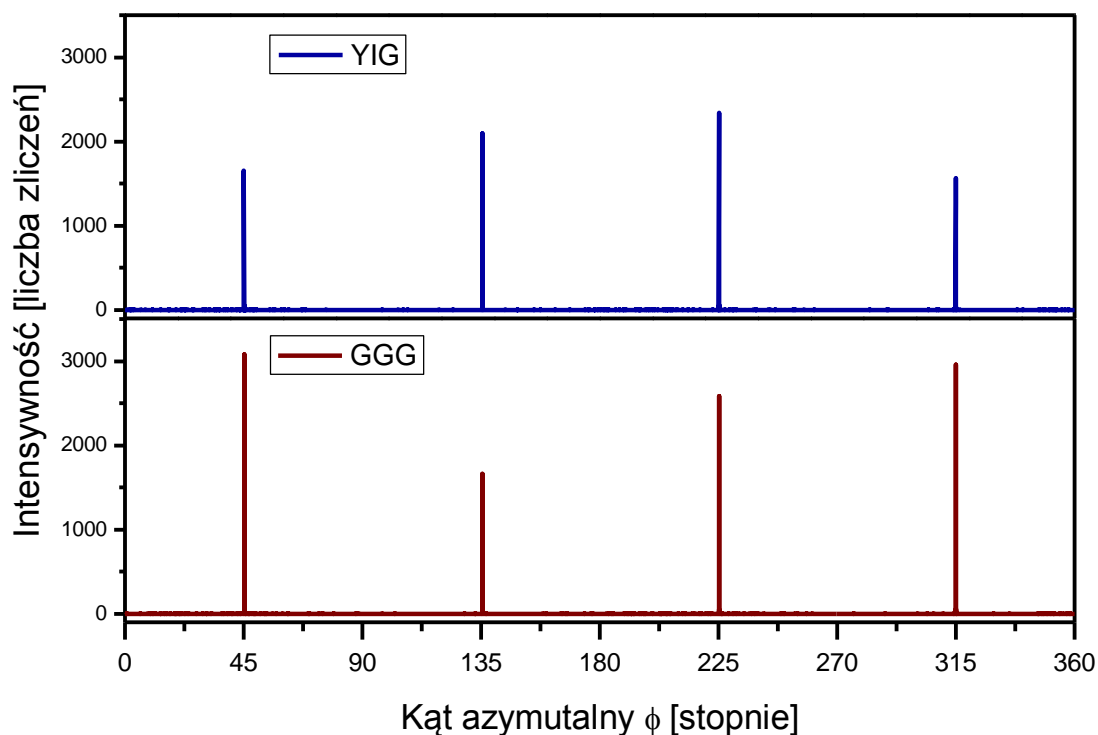 Intensywność [liczba zliczeń]
YIG
3000
2000
1000
0
GGG
3000
2000
1000
0
0 45 90 135 180 225 270 315 360
Kąt azymutalny ϕ [stopnie]